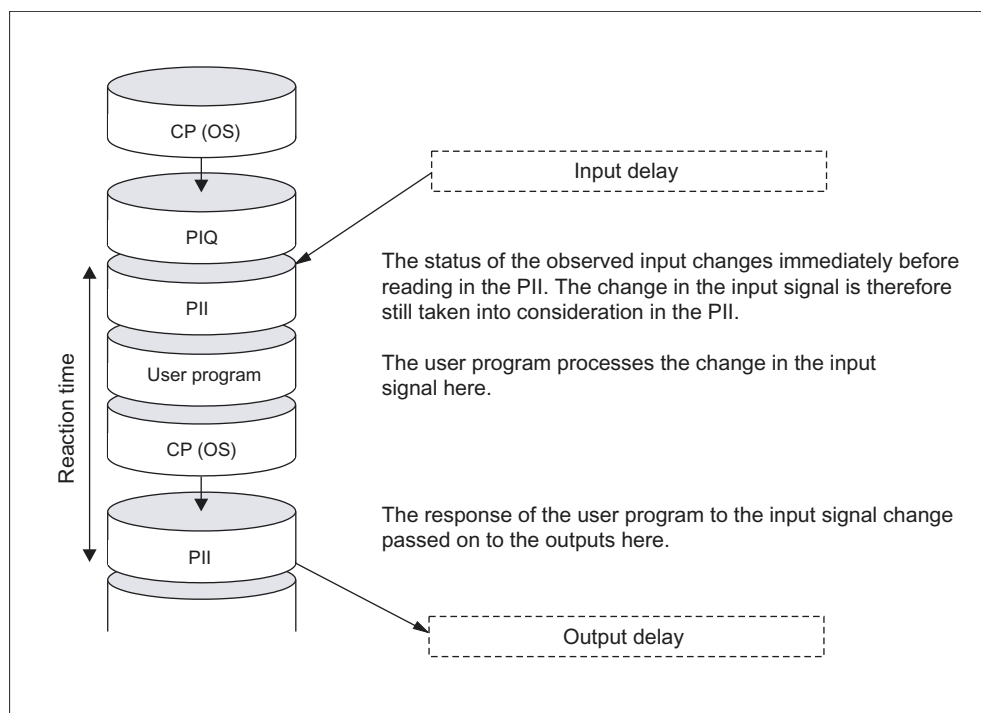 CP (OS)
Input delay
PIQ
The status of the observed input changes immediately before
reading in the PII. The change in the input signal is therefore
still taken into consideration in the PII.
PII
The user program processes the change in the input
signal here.
User program
Reaction time
CP (OS)
The response of the user program to the input signal change
passed on to the outputs here.
PII
Output delay